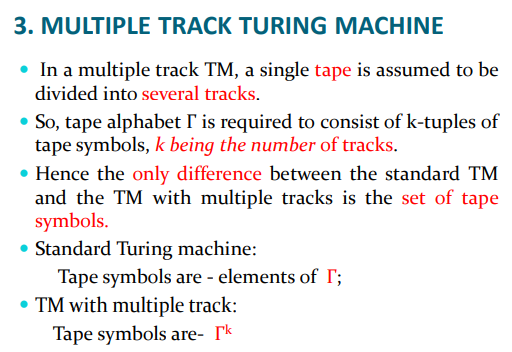 3. MULTIPLE TRACK TURING MACHINE
• In a multiple track TM, a single tape is assumed to be
divided into several tracks.
• So, tape alphabet Γ is required to consist of k-tuples of
tape symbols, k being the number of tracks.
• Hence the only difference between the standard TM
and the TM with multiple tracks is the set of tape
symbols.
• Standard Turing machine:
Tape symbols are - elements of Γ;
• TM with multiple track:
Tape symbols are- Γᵏ